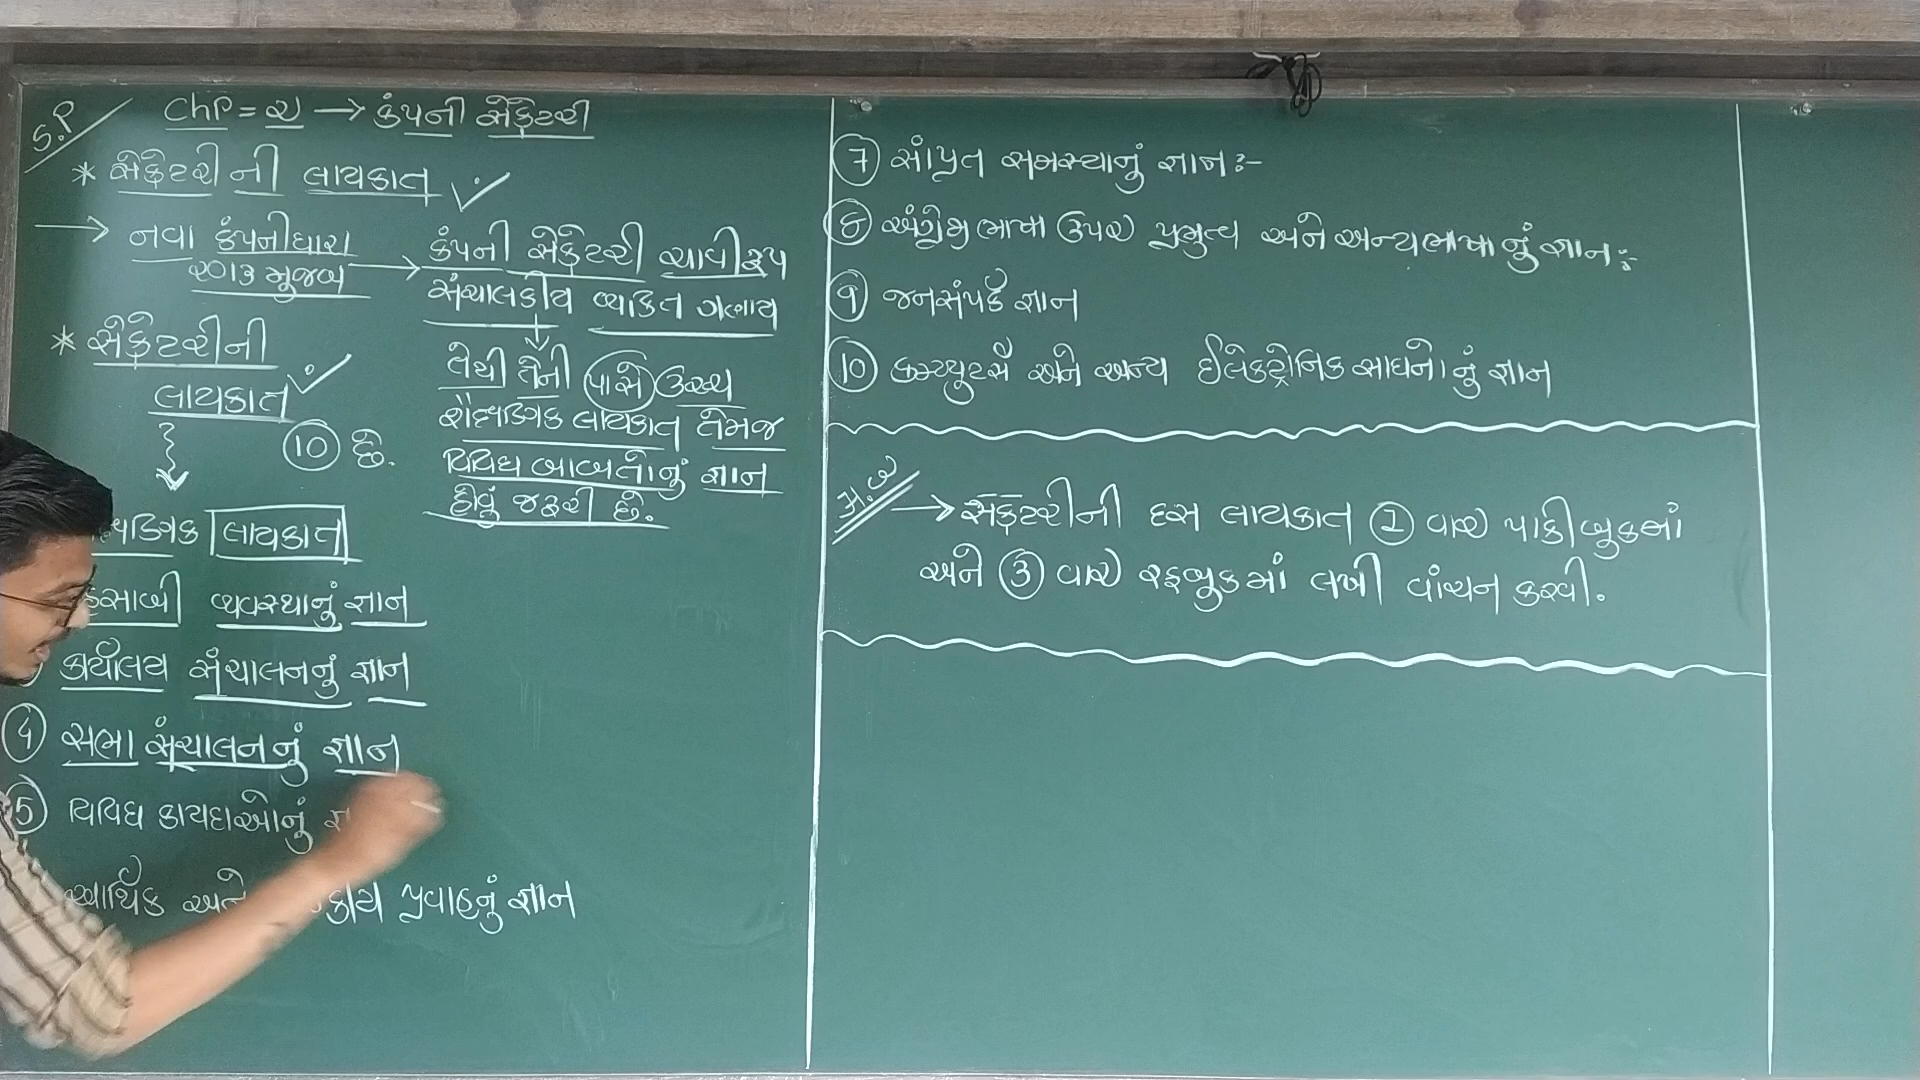 S.P
Chp = ૨ → કંપની સેક્રેટરી
* સેક્રેટરી ની લાયકાત
→ નવા કંપનીધારા
૨૦૧૩ મુજબ → કંપની સેક્રેટરી ચાવીરૂપ
સંચાલકીય વ્યકિત ગણાય
તેથી તેની પાસે ઉચ્ચ
શૈક્ષણિક લાયકાત તેમજ
વિવિધ બાબતોનું જ્ઞાન
હોવું જરૂરી છે.
* સેક્રેટરીની
લાયકાત
10 છે.
લાયકાત
વ્યવસ્થાનું જ્ઞાન
કાર્યાલય સંચાલનનું જ્ઞાન
4 સભા સંચાલનનું જ્ઞાન
5 વિવિધ કાયદાઓનું
આર્થિક પ્રવાહનું જ્ઞાન
7 સાંપ્રત સમસ્યાનું જ્ઞાન :-
8 અંગ્રેજી ભાષા ઉપર પ્રભુત્વ અને અન્યભાષાનું જ્ઞાન :-
9 જનસંપર્ક જ્ઞાન
10 કમ્પ્યુટર્સ અને અન્ય ઈલેકટ્રોનિક સાધનોનું જ્ઞાન
→ સેક્રેટરીની દસ લાયકાત 2 વાર પાકીબુકમાં
અને 3 વાર રફબુકમાં લખી વાંચન કરવી.